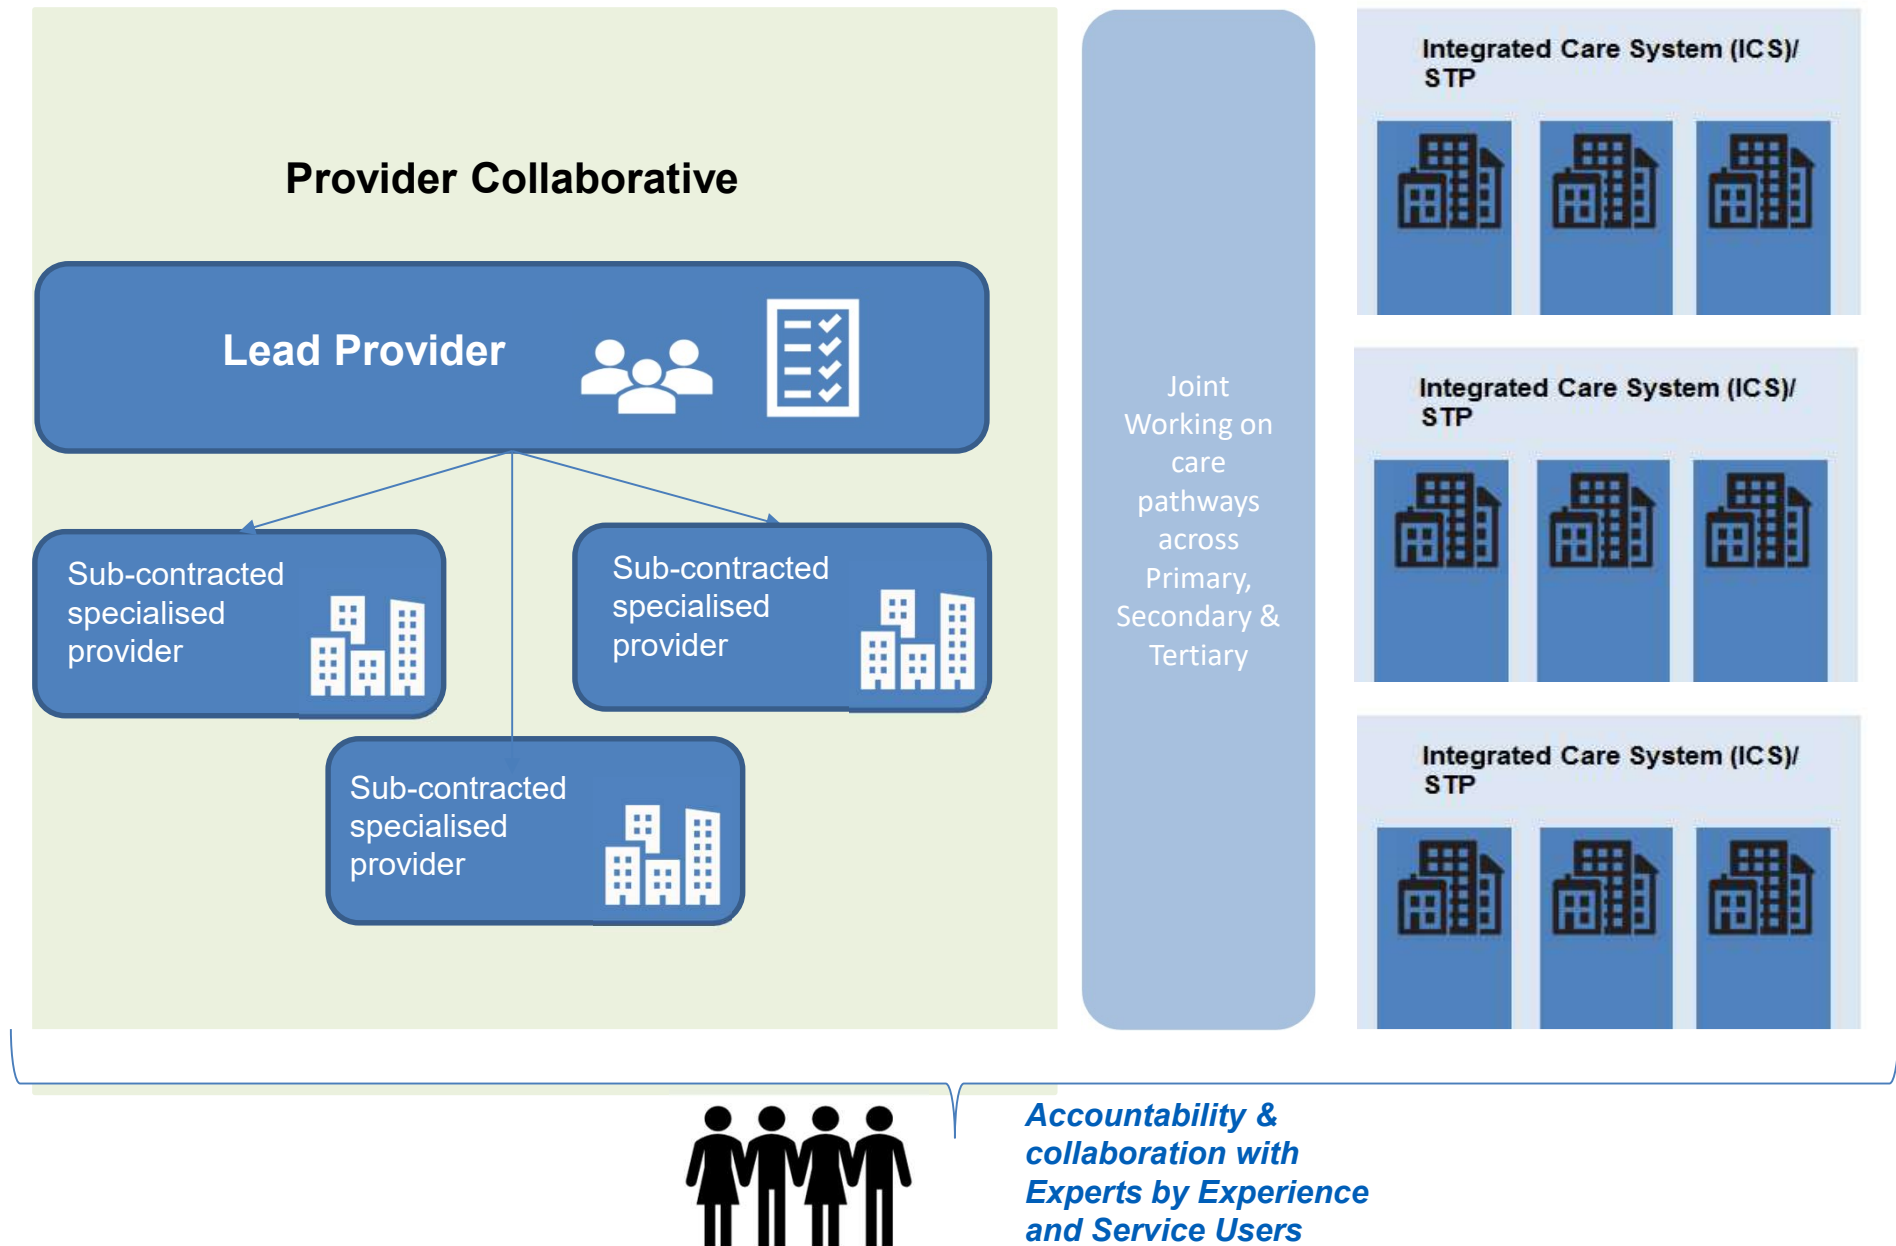 Provider Collaborative
Lead Provider
Sub-contracted
specialised
provider
Sub-contracted
specialised
provider
Sub-contracted
specialised
provider
Joint
Working on
care
pathways
across
Primary,
Secondary &
Tertiary
Integrated Care System (ICS)/
STP
Integrated Care System (ICS)/
STP
Integrated Care System (ICS)/
STP
Accountability &
collaboration with
Experts by Experience
and Service Users